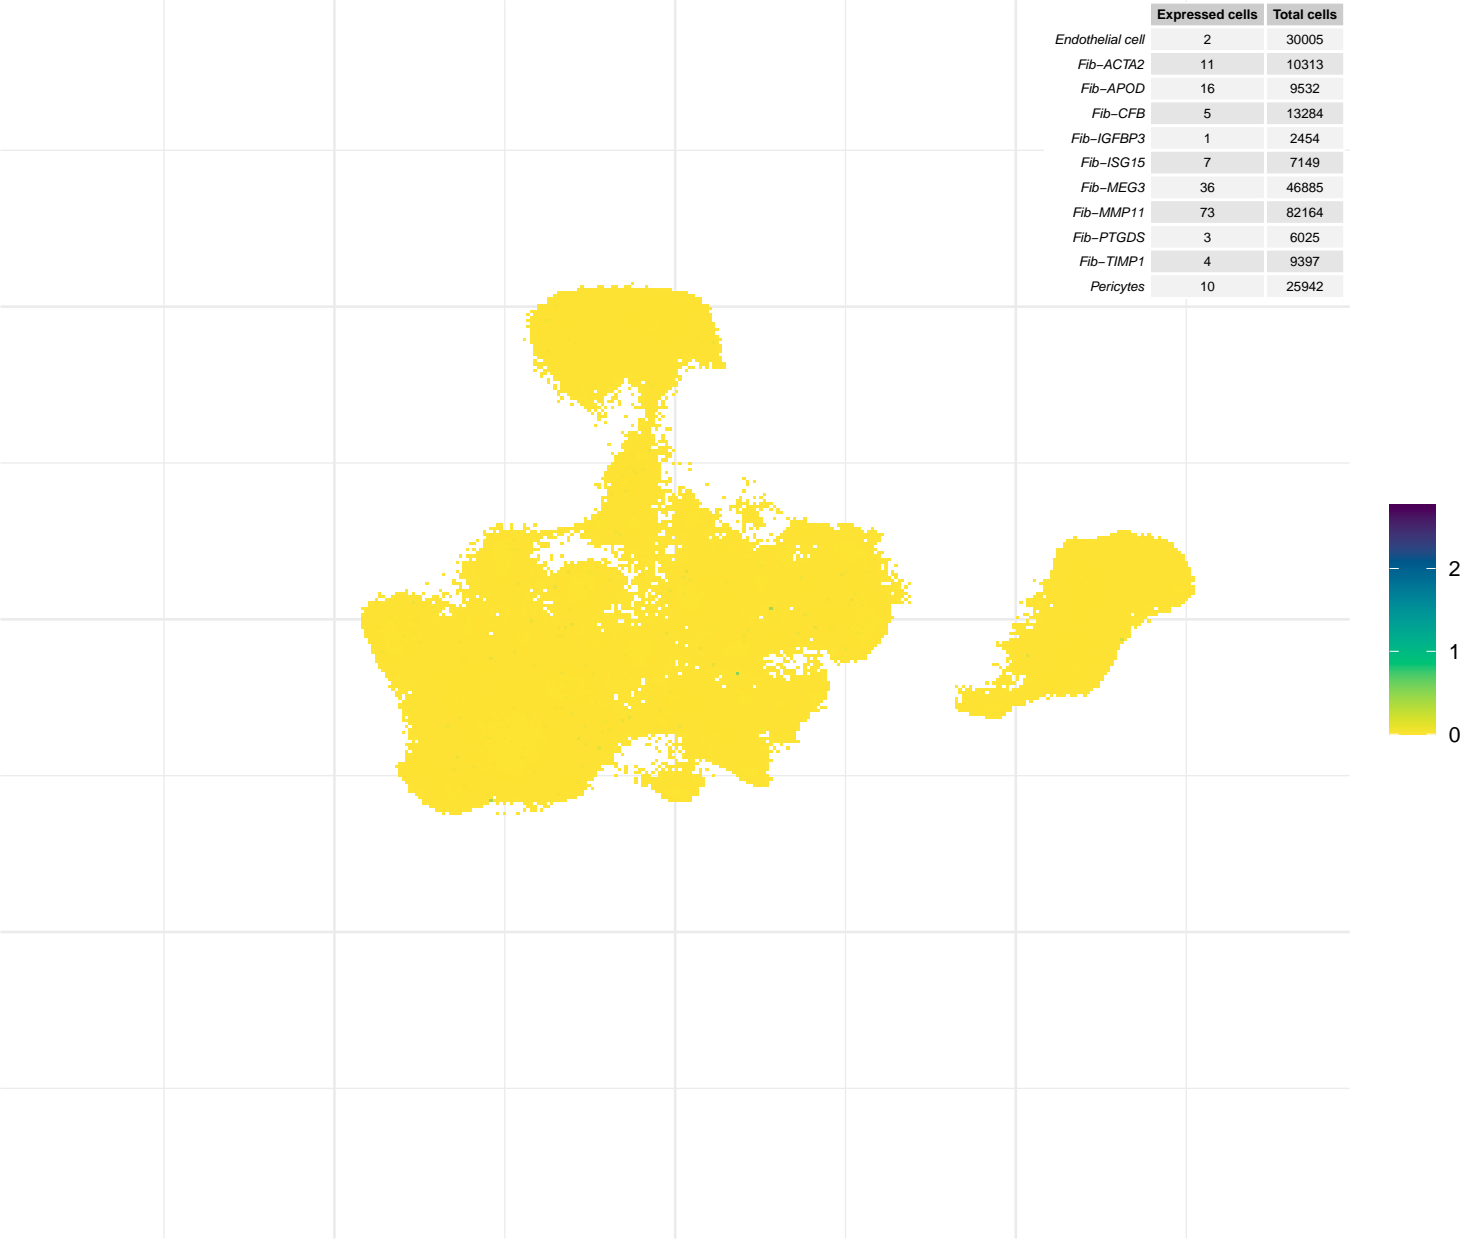 Expressed cells Total cells
Endothelial cell 2 30005
Fib−ACTA2 11 10313
Fib−APOD 16 9532
Fib−CFB 5 13284
Fib−IGFBP3 1 2454
Fib−ISG15 7 7149
Fib−MEG3 36 46885
Fib−MMP11 73 82164
Fib−PTGDS 3 6025
Fib−TIMP1 4 9397
Pericytes 10 25942
2
1
0